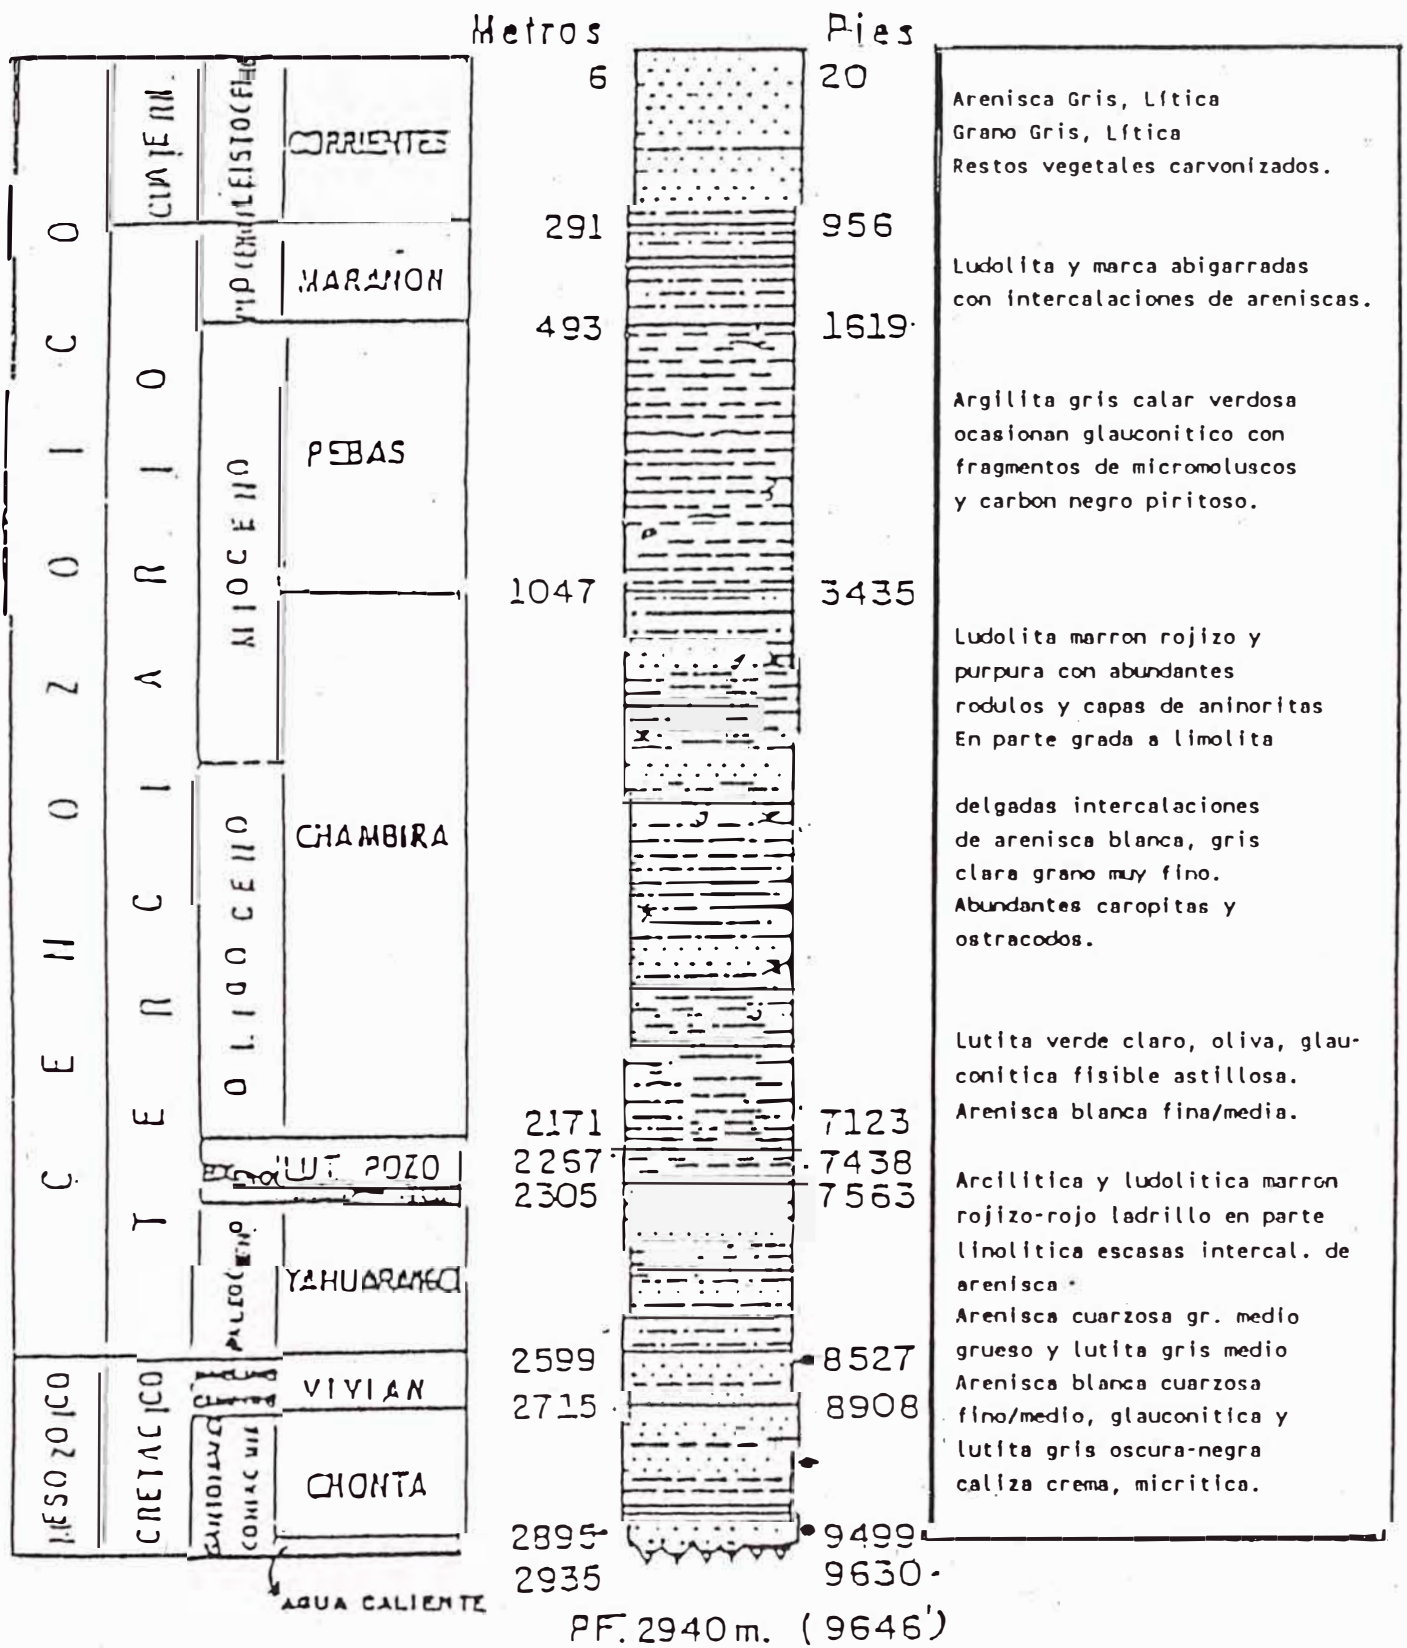 Metros Pies
6 20
291 956
493 1619
1047 3435
2171 7123
2267 7438
2305 7563
2599 8527
2715 8908
2895 9499
2935 9630
PF. 2940 m. (9646')
CENOZOICO
MESOZOICO
TERCIARIO
CRETACICO
MIOCENO
OLIGOCENO
PALEOCENO
CORRIENTES
MARANON
PEBAS
CHAMBIRA
LUT. POZO
YAHUARANGO
VIVIAN
CHONTA
AGUA CALIENTE
Arenisca Gris, Lítica
Grano Gris, Lítica
Restos vegetales carvonizados.
Ludolita y marca abigarradas
con intercalaciones de areniscas.
Argilita gris calar verdosa
ocasionan glauconitico con
fragmentos de micromoluscos
y carbon negro piritoso.
Ludolita marron rojizo y
purpura con abundantes
rodulos y capas de aninoritas
En parte grada a limolita
delgadas intercalaciones
de arenisca blanca, gris
clara grano muy fino.
Abundantes caropitas y
ostracodos.
Lutita verde claro, oliva, glau-
conitica fisible astillosa.
Arenisca blanca fina/media.
Arcilitica y ludolitica marron
rojizo-rojo ladrillo en parte
linolitica escasas intercal. de
arenisca
Arenisca cuarzosa gr. medio
grueso y lutita gris medio
Arenisca blanca cuarzosa
fino/medio, glauconitica y
lutita gris oscura-negra
caliza crema, micritica.